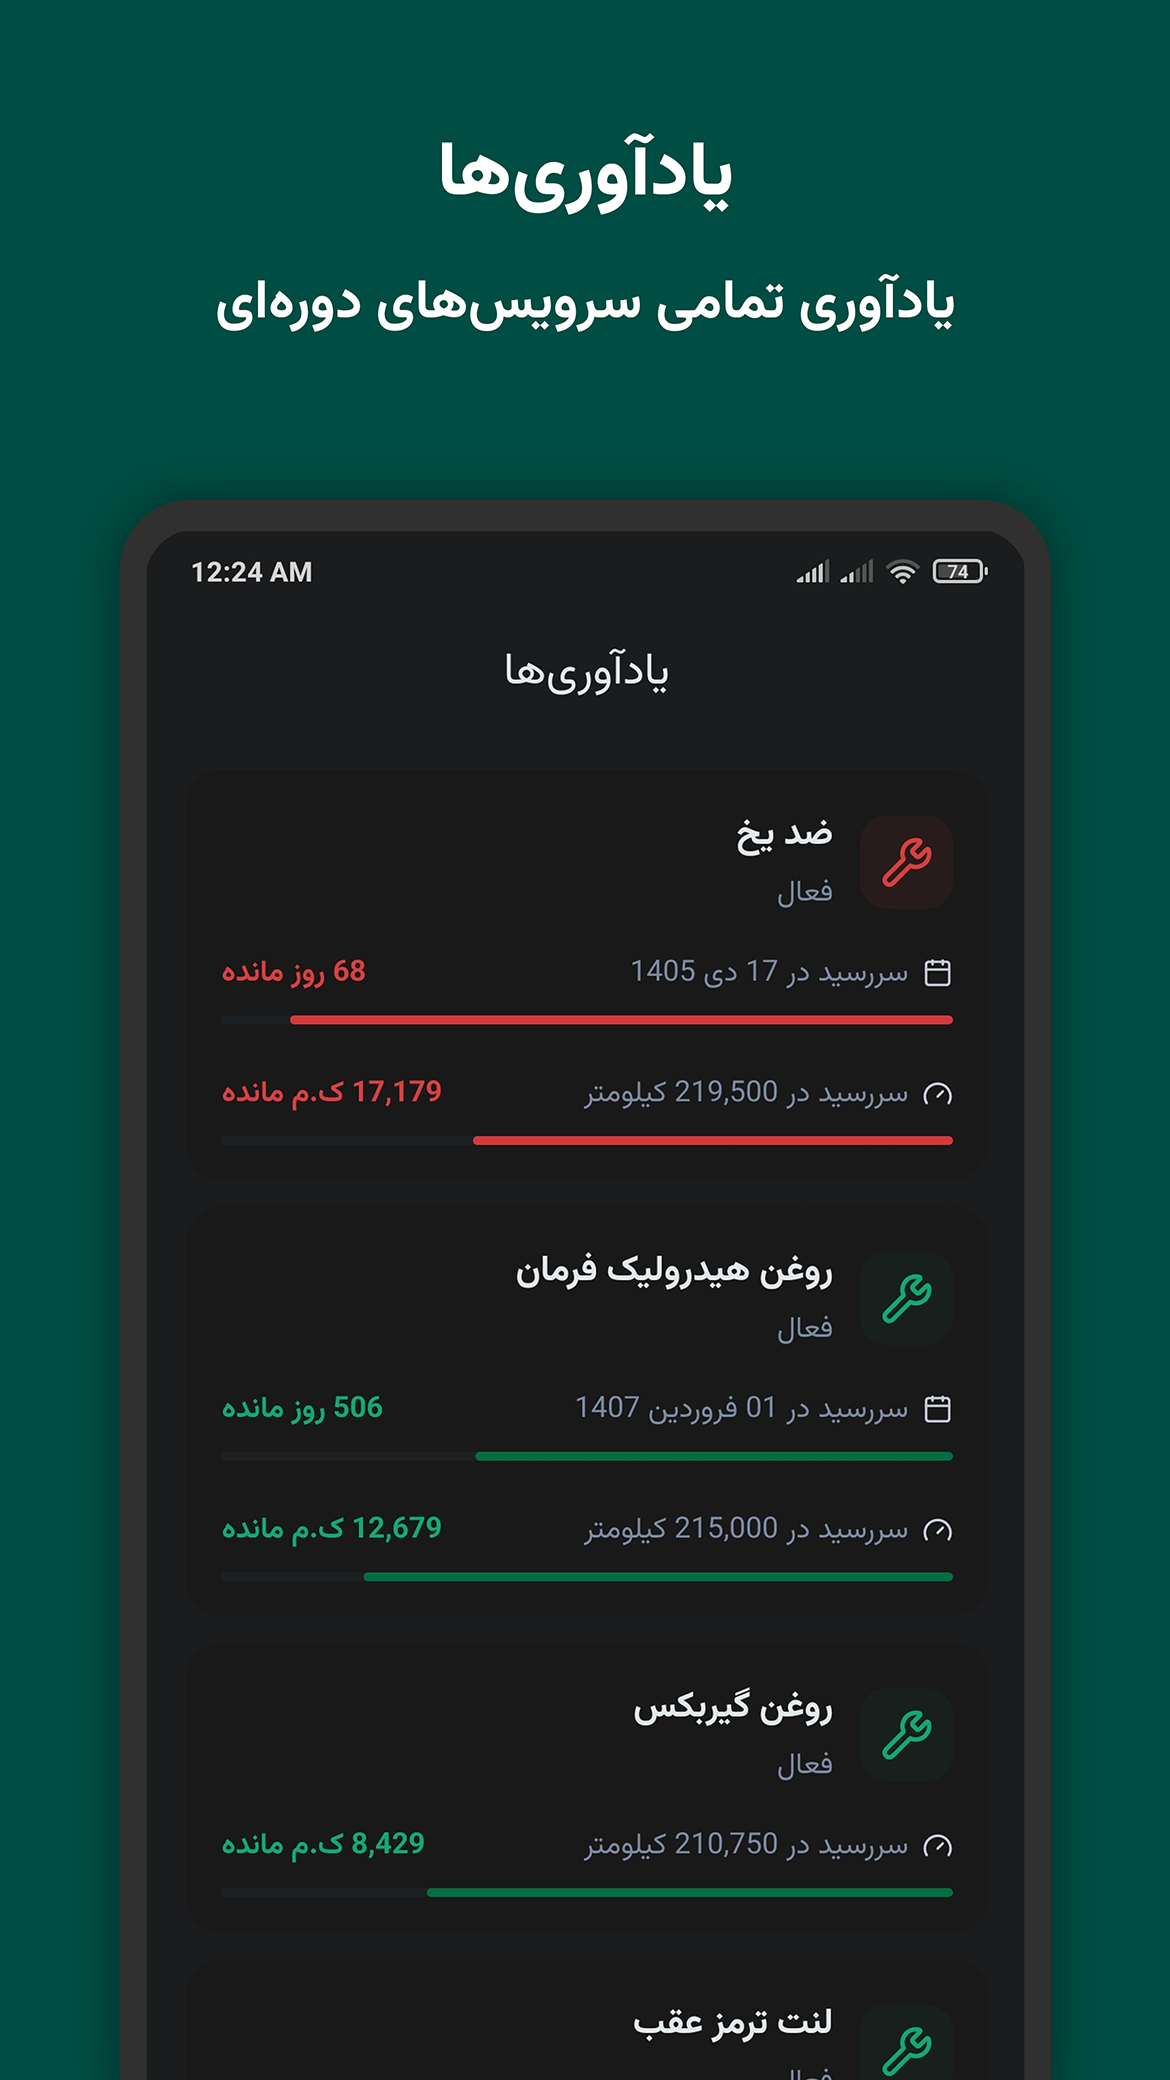 یادآوری‌ها
یادآوری تمامی سرویس‌های دوره‌ای
12:24 AM
74
یادآوری‌ها
ضد یخ
فعال
سررسید در 17 دی 1405
68 روز مانده
سررسید در 219,500 کیلومتر
17,179 ک.م مانده
روغن هیدرولیک فرمان
فعال
سررسید در 01 فروردین 1407
506 روز مانده
سررسید در 215,000 کیلومتر
12,679 ک.م مانده
روغن گیربکس
فعال
سررسید در 210,750 کیلومتر
8,429 ک.م مانده
لنت ترمز عقب